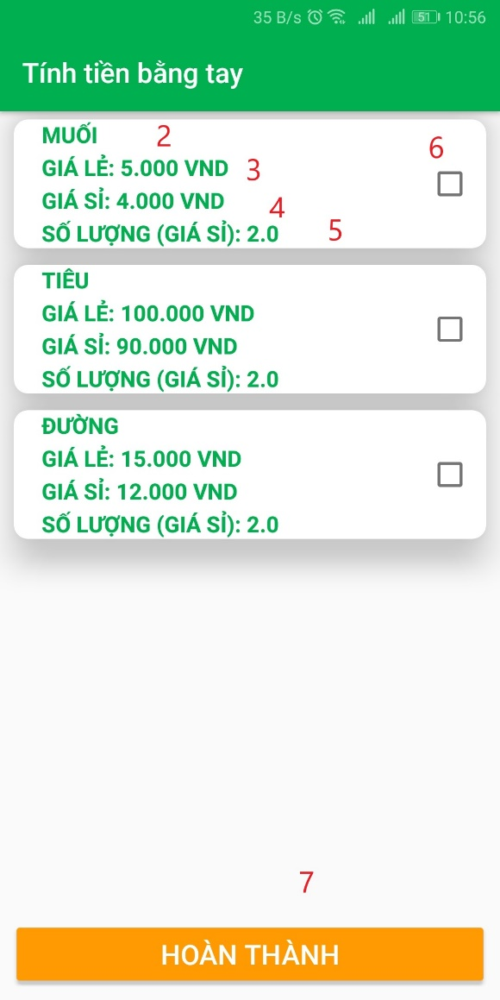 35 B/s 51 10:56
Tính tiền bằng tay
MUỐI 2
GIÁ LẺ: 5.000 VND 3
GIÁ SỈ: 4.000 VND 4
SỐ LƯỢNG (GIÁ SỈ): 2.0 5
6
TIÊU
GIÁ LẺ: 100.000 VND
GIÁ SỈ: 90.000 VND
SỐ LƯỢNG (GIÁ SỈ): 2.0
ĐƯỜNG
GIÁ LẺ: 15.000 VND
GIÁ SỈ: 12.000 VND
SỐ LƯỢNG (GIÁ SỈ): 2.0
7
HOÀN THÀNH